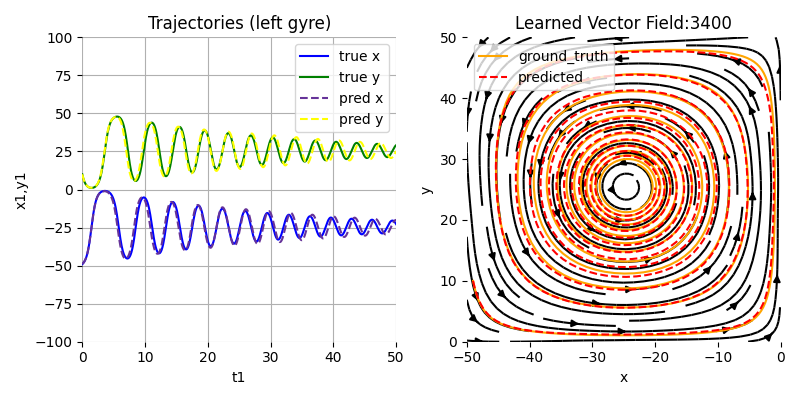 Trajectories (left gyre)
100
75
50
25
0
−25
−50
−75
−100
x1,y1
0
10
20
30
40
50
t1
true x
true y
pred x
pred y
Learned Vector Field:3400
50
40
30
20
10
0
y
−50
−40
−30
−20
−10
0
x
ground_truth
predicted